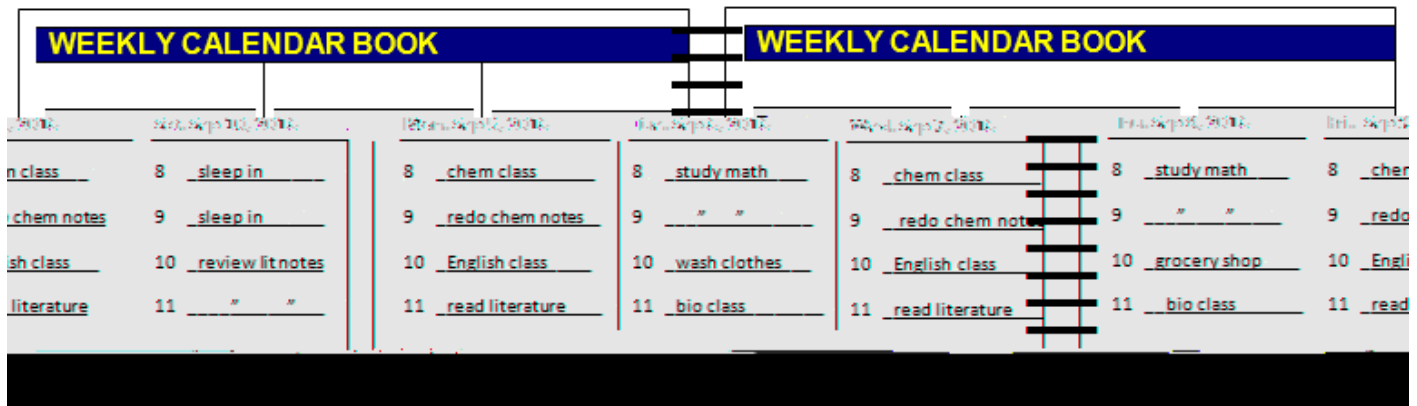 WEEKLY CALENDAR BOOK WEEKLY CALENDAR BOOK
n class 8 sleep in 8 chem class 8 study math 8 chem class 8 study math 8 chem
chem notes 9 sleep in 9 redo chem notes 9 " " 9 redo chem notes 9 " " 9 redo
sh class 10 review lit notes 10 English class 10 wash clothes 10 English class 10 grocery shop 10 Engli
literature 11 " " 11 read literature 11 bio class 11 read literature 11 bio class 11 read